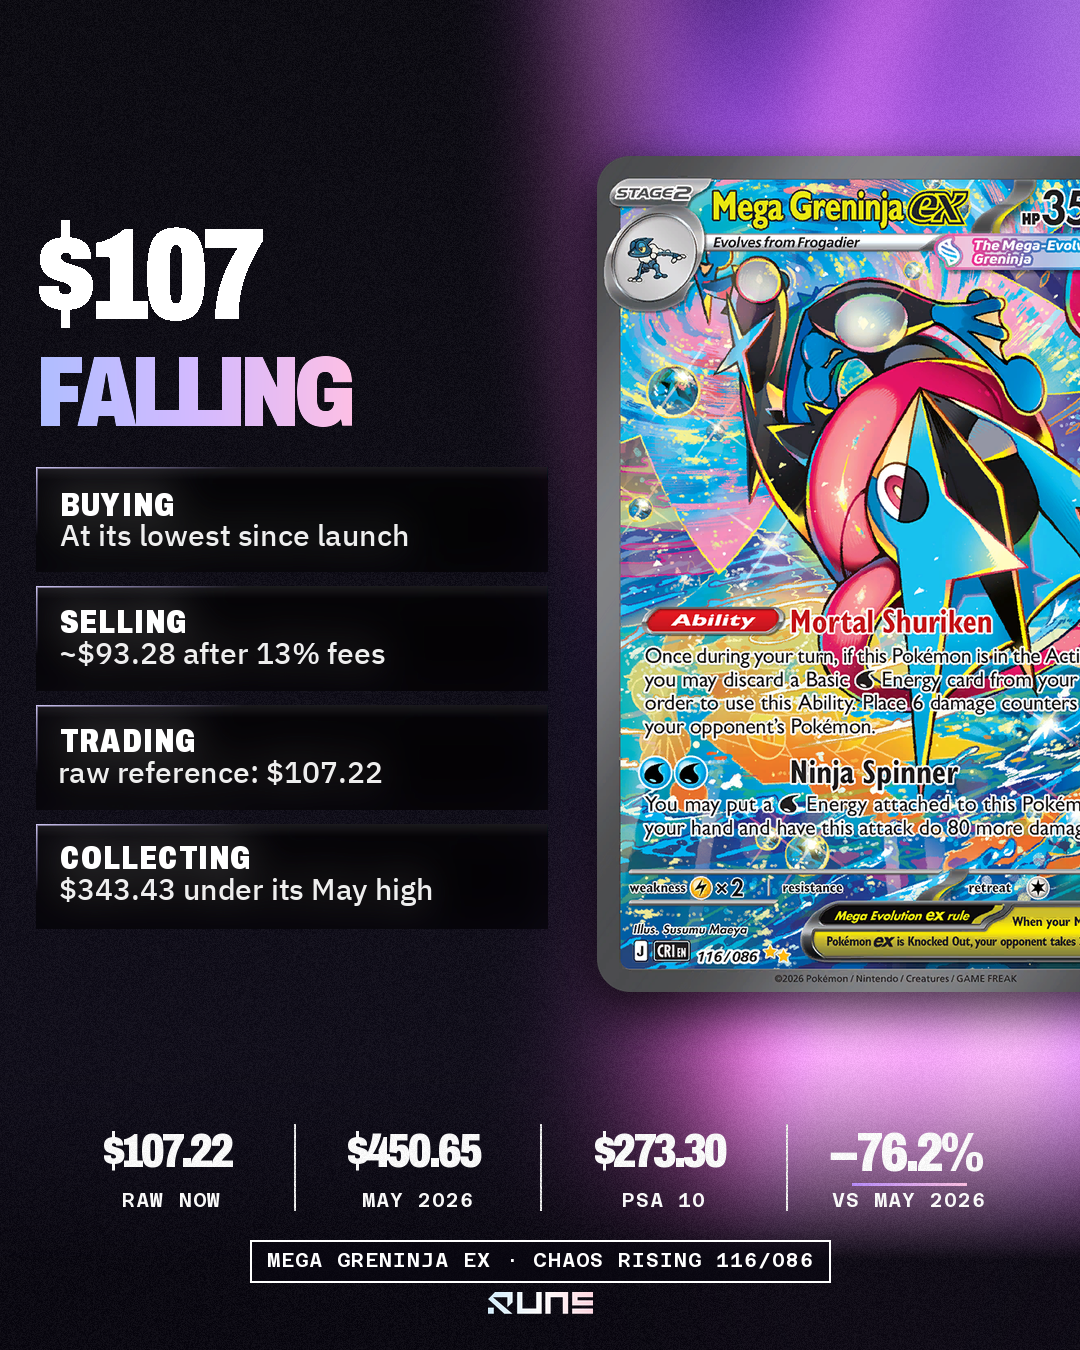 $107
FALLING
BUYING
At its lowest since launch
SELLING
~$93.28 after 13% fees
TRADING
raw reference: $107.22
COLLECTING
$343.43 under its May high
STAGE2
Mega Greninja ex
HP 35
Evolves from Frogadier
The Mega-Evol
Greninja
Ability Mortal Shuriken
Once during your turn, if this Pokémon is in the Acti
you may discard a Basic Energy card from your
order to use this Ability. Place 6 damage counters
your opponent's Pokémon.
Ninja Spinner
You may put a Energy attached to this Pokém
your hand and have this attack do 80 more damag
weakness ×2 resistance retreat
Mega Evolution ex rule
When your M
Pokémon ex is Knocked Out, your opponent takes
Illus. Susumu Maeya
J CRI EN 116/086
©2026 Pokémon / Nintendo / Creatures / GAME FREAK
$107.22
RAW NOW
$450.65
MAY 2026
$273.30
PSA 10
–76.2%
VS MAY 2026
MEGA GRENINJA EX · CHAOS RISING 116/086
RUNE